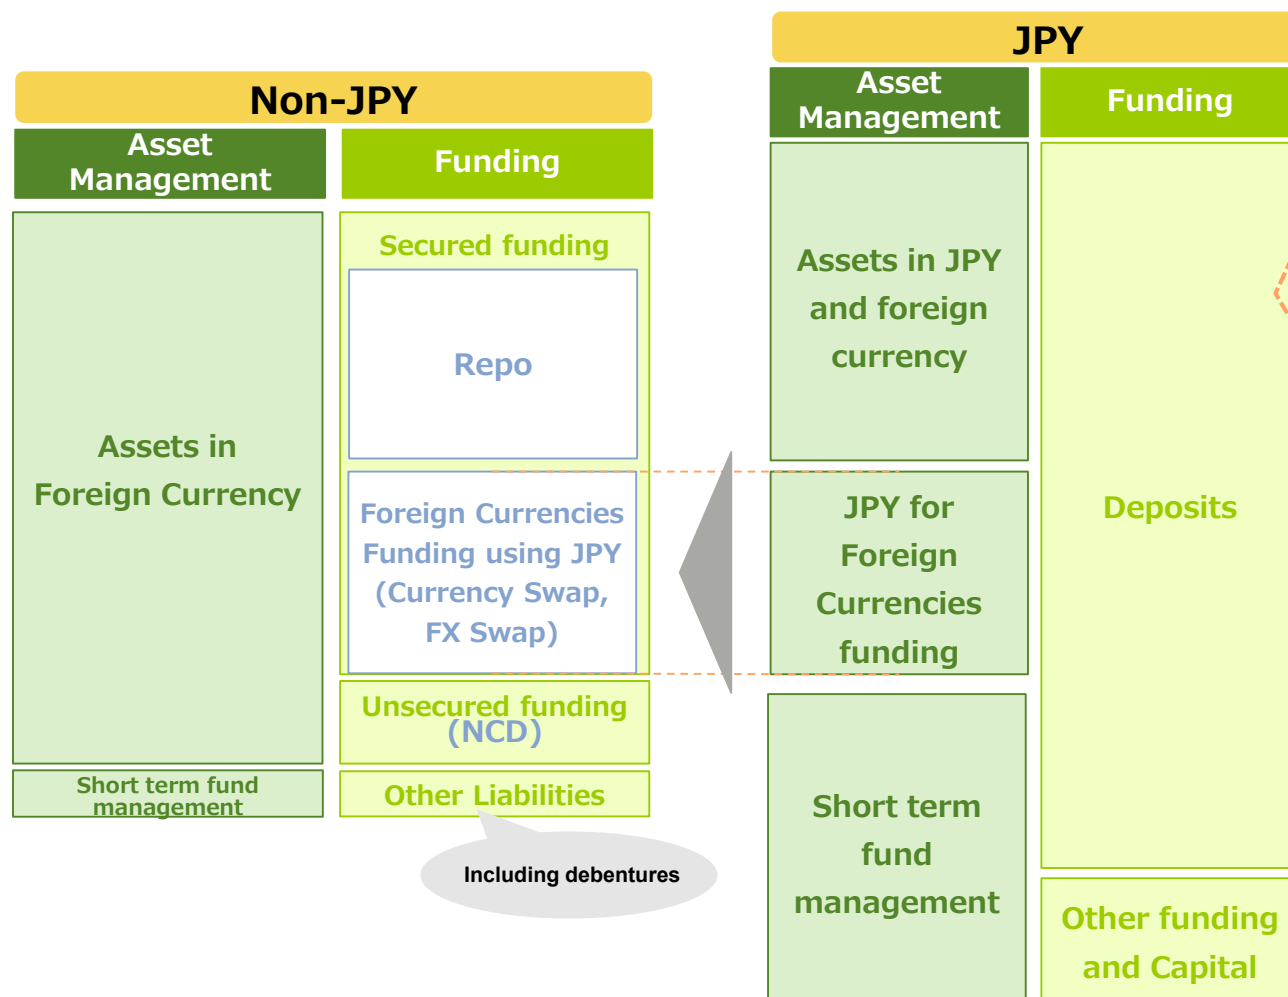 Non-JPY
Asset
Management
Funding
Assets in
Foreign Currency
Short term fund
management
Secured funding
Repo
Foreign Currencies
Funding using JPY
(Currency Swap,
FX Swap)
Unsecured funding
(NCD)
Other Liabilities
Including debentures
JPY
Asset
Management
Funding
Assets in JPY
and foreign
currency
JPY for
Foreign
Currencies
funding
Short term
fund
management
Deposits
Other funding
and Capital